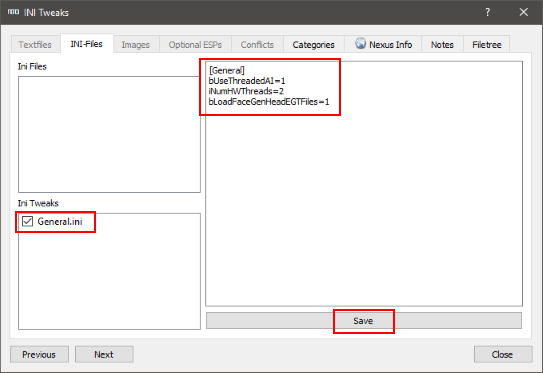 INI Tweaks
?
Textfiles INI-Files Images Optional ESPs Conflicts Categories Nexus Info Notes Filetree
Ini Files
[General]
bUseThreadedAI=1
iNumHWThreads=2
bLoadFaceGenHeadEGTFiles=1
Ini Tweaks
General.ini
Save
Previous Next Close